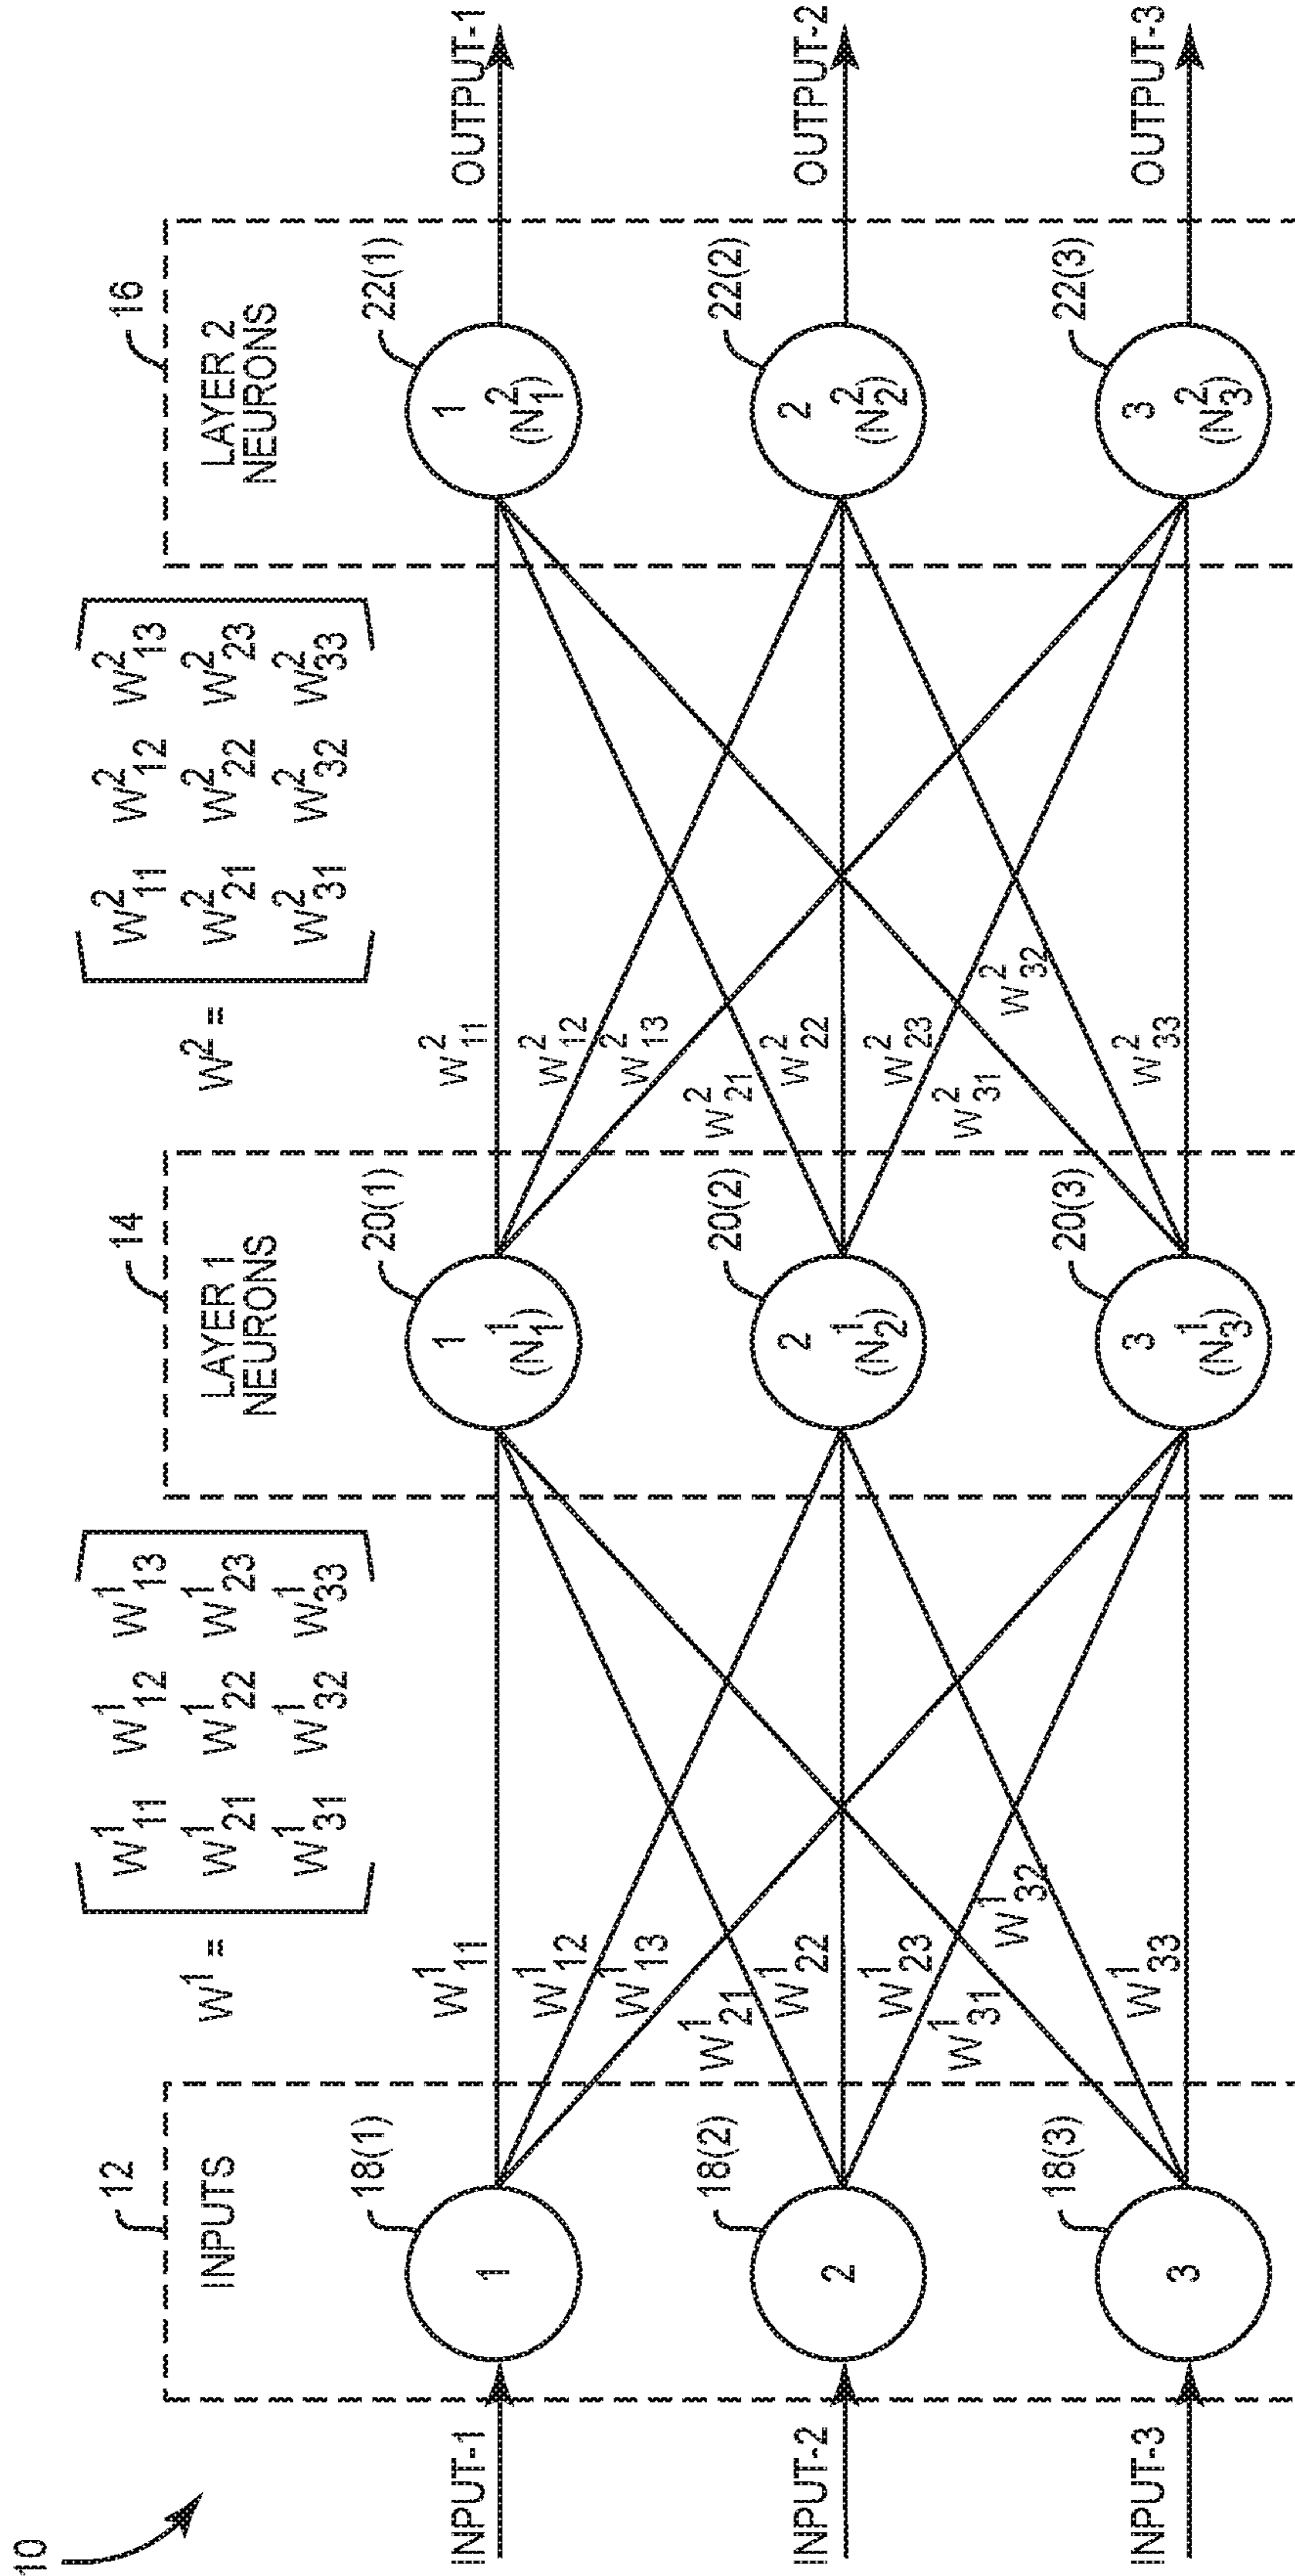 10
12
14
16
INPUTS
LAYER 1
NEURONS
LAYER 2
NEURONS
W¹ =
W¹₁₁ W¹₁₂ W¹₁₃
W¹₂₁ W¹₂₂ W¹₂₃
W¹₃₁ W¹₃₂ W¹₃₃
W² =
W²₁₁ W²₁₂ W²₁₃
W²₂₁ W²₂₂ W²₂₃
W²₃₁ W²₃₂ W²₃₃
INPUT-1
18(1)
1
W¹₁₁
W¹₁₂
W¹₁₃
20(1)
1
(N¹₁)
W²₁₁
W²₁₂
W²₁₃
22(1)
1
(N²₁)
OUTPUT-1
INPUT-2
18(2)
2
W¹₂₁
W¹₂₂
W¹₂₃
20(2)
2
(N¹₂)
W²₂₁
W²₂₂
W²₂₃
22(2)
2
(N²₂)
OUTPUT-2
INPUT-3
18(3)
3
W¹₃₁
W¹₃₂
W¹₃₃
20(3)
3
(N¹₃)
W²₃₁
W²₃₂
W²₃₃
22(3)
3
(N²₃)
OUTPUT-3